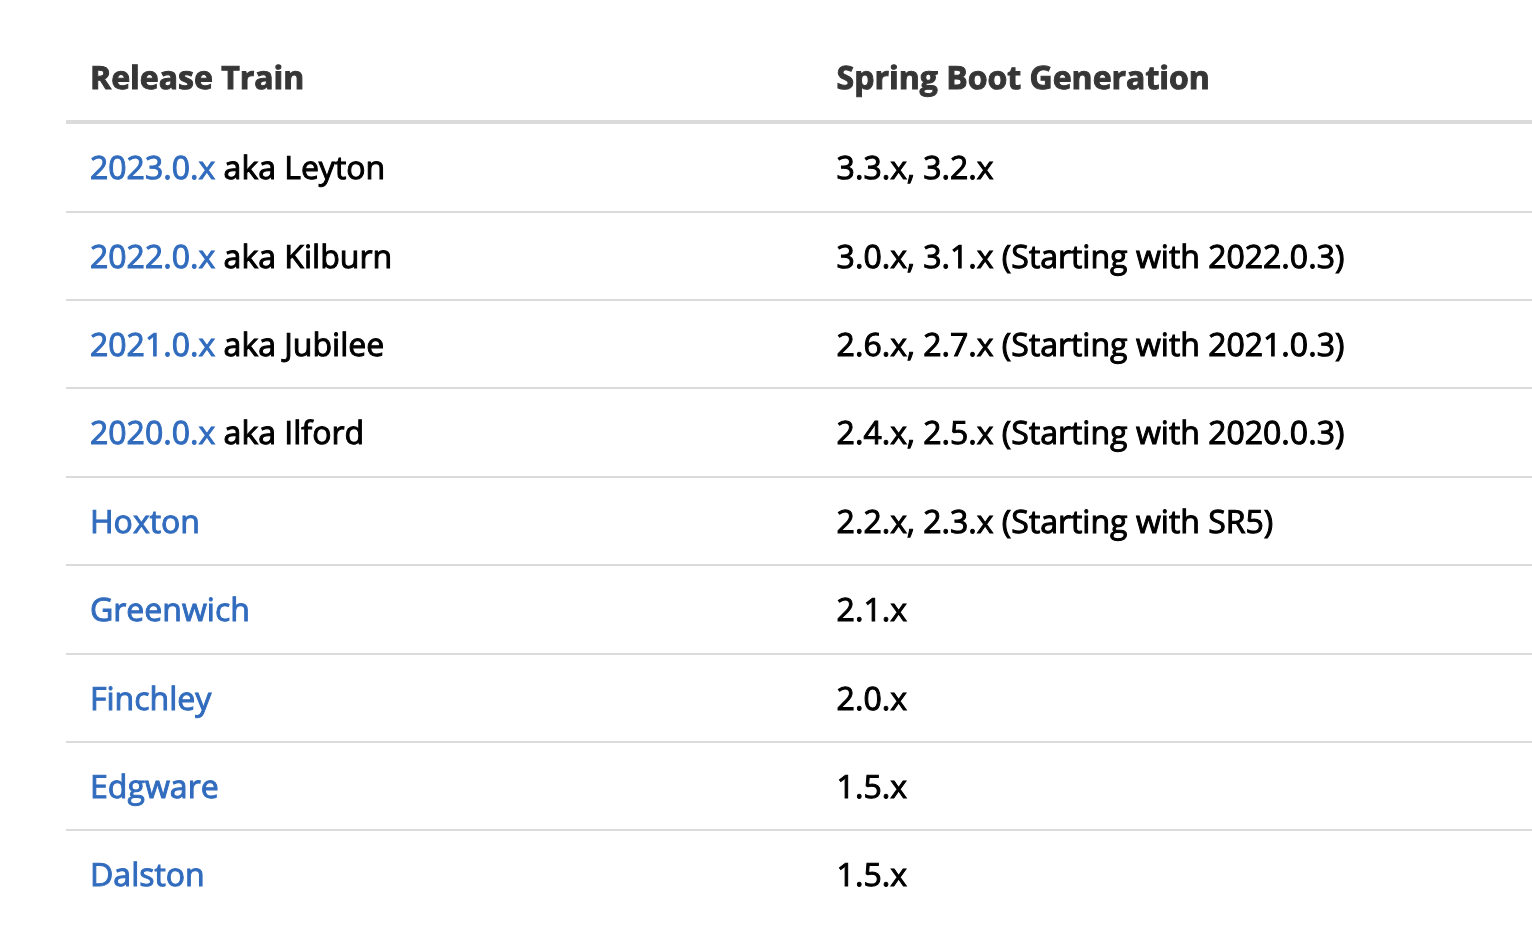 Release Train Spring Boot Generation
2023.0.x aka Leyton 3.3.x, 3.2.x
2022.0.x aka Kilburn 3.0.x, 3.1.x (Starting with 2022.0.3)
2021.0.x aka Jubilee 2.6.x, 2.7.x (Starting with 2021.0.3)
2020.0.x aka Ilford 2.4.x, 2.5.x (Starting with 2020.0.3)
Hoxton 2.2.x, 2.3.x (Starting with SR5)
Greenwich 2.1.x
Finchley 2.0.x
Edgware 1.5.x
Dalston 1.5.x